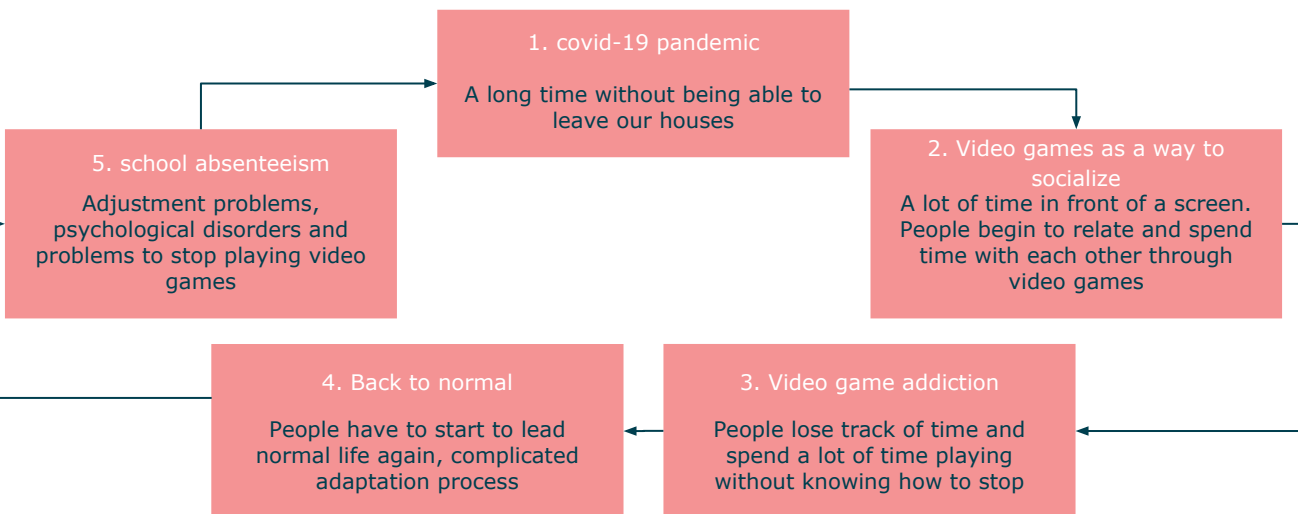 1. covid-19 pandemic
A long time without being able to
leave our houses
2. Video games as a way to
socialize
A lot of time in front of a screen.
People begin to relate and spend
time with each other through
video games
3. Video game addiction
People lose track of time and
spend a lot of time playing
without knowing how to stop
4. Back to normal
People have to start to lead
normal life again, complicated
adaptation process
5. school absenteeism
Adjustment problems,
psychological disorders and
problems to stop playing video
games